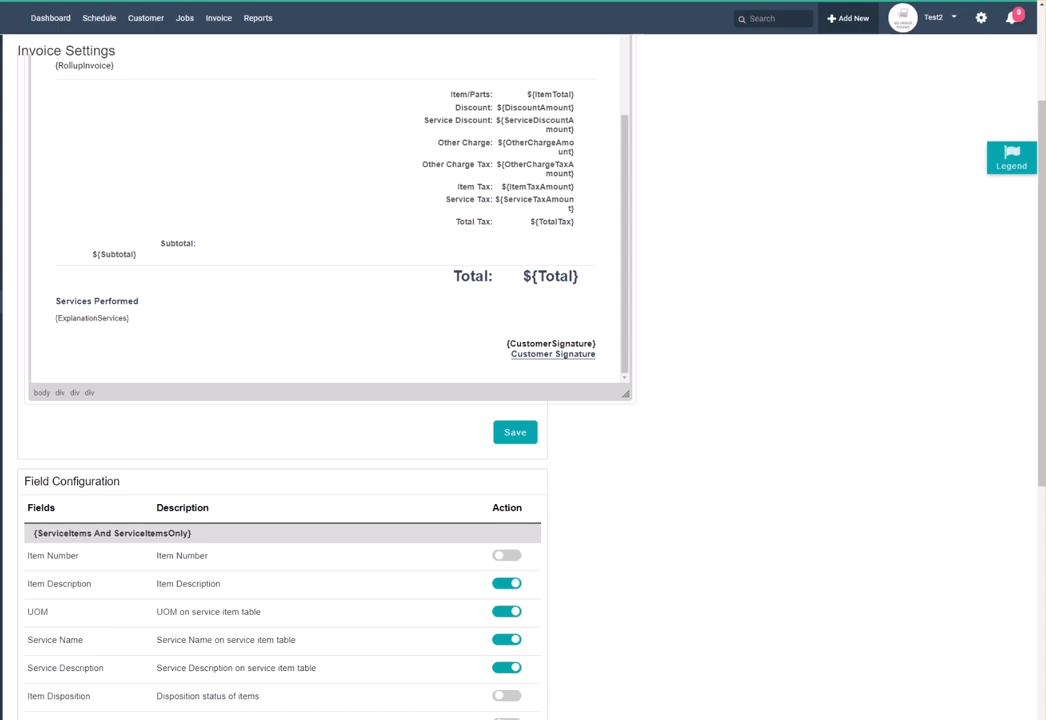 Dashboard Schedule Customer Jobs Invoice Reports Search Add New NO IMAGE FOUND Test2 0
Invoice Settings
{RollupInvoice}
Item/Parts: ${ItemTotal}
Discount: ${DiscountAmount}
Service Discount: ${ServiceDiscountA
mount}
Other Charge: ${OtherChargeAmo
unt}
Other Charge Tax: ${OtherChargeTaxA
mount}
Item Tax: ${ItemTaxAmount}
Service Tax: ${ServiceTaxAmoun
t}
Total Tax: ${TotalTax}
Legend
Subtotal:
${Subtotal}
Total: ${Total}
Services Performed
{ExplanationServices}
{CustomerSignature}
Customer Signature
body div div div
Save
Field Configuration
Fields Description Action
{ServiceItems And ServiceItemsOnly}
Item Number Item Number
Item Description Item Description
UOM UOM on service item table
Service Name Service Name on service item table
Service Description Service Description on service item table
Item Disposition Disposition status of items